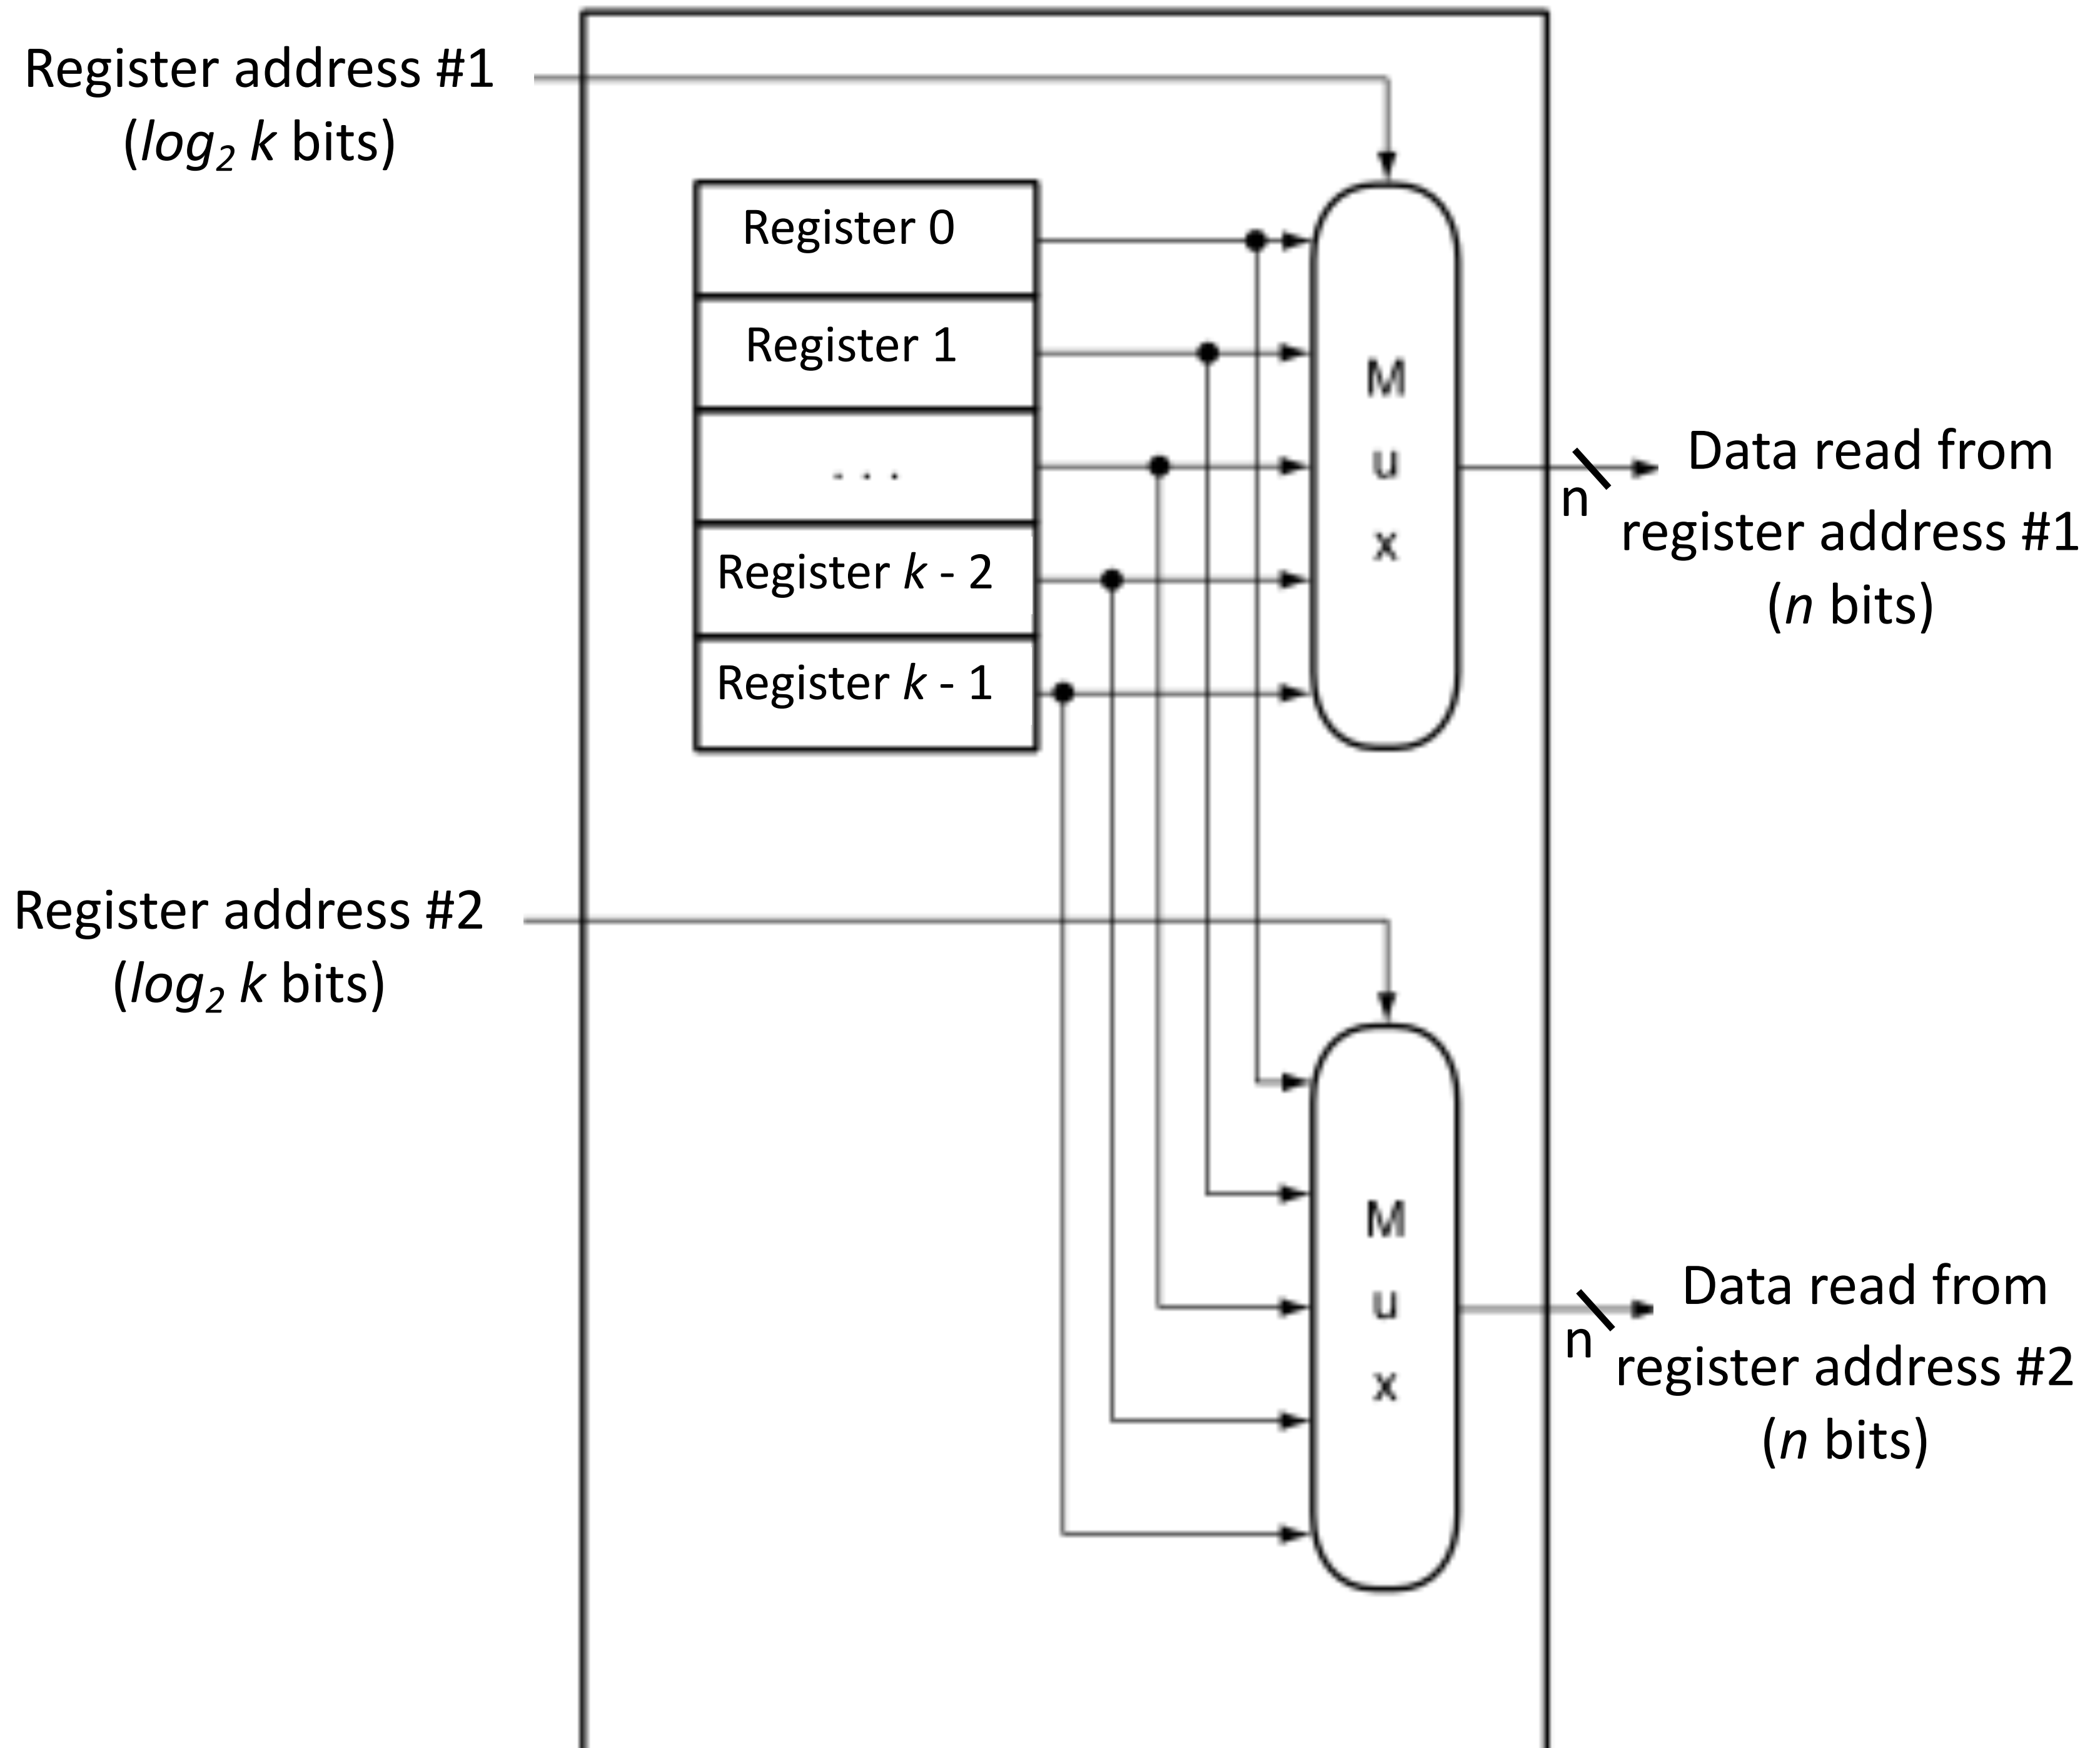 Register address #1
(log₂ k bits)
Register 0
Register 1
. . .
Register k - 2
Register k - 1
M
u
x
n
Data read from
register address #1
(n bits)
Register address #2
(log₂ k bits)
M
u
x
n
Data read from
register address #2
(n bits)